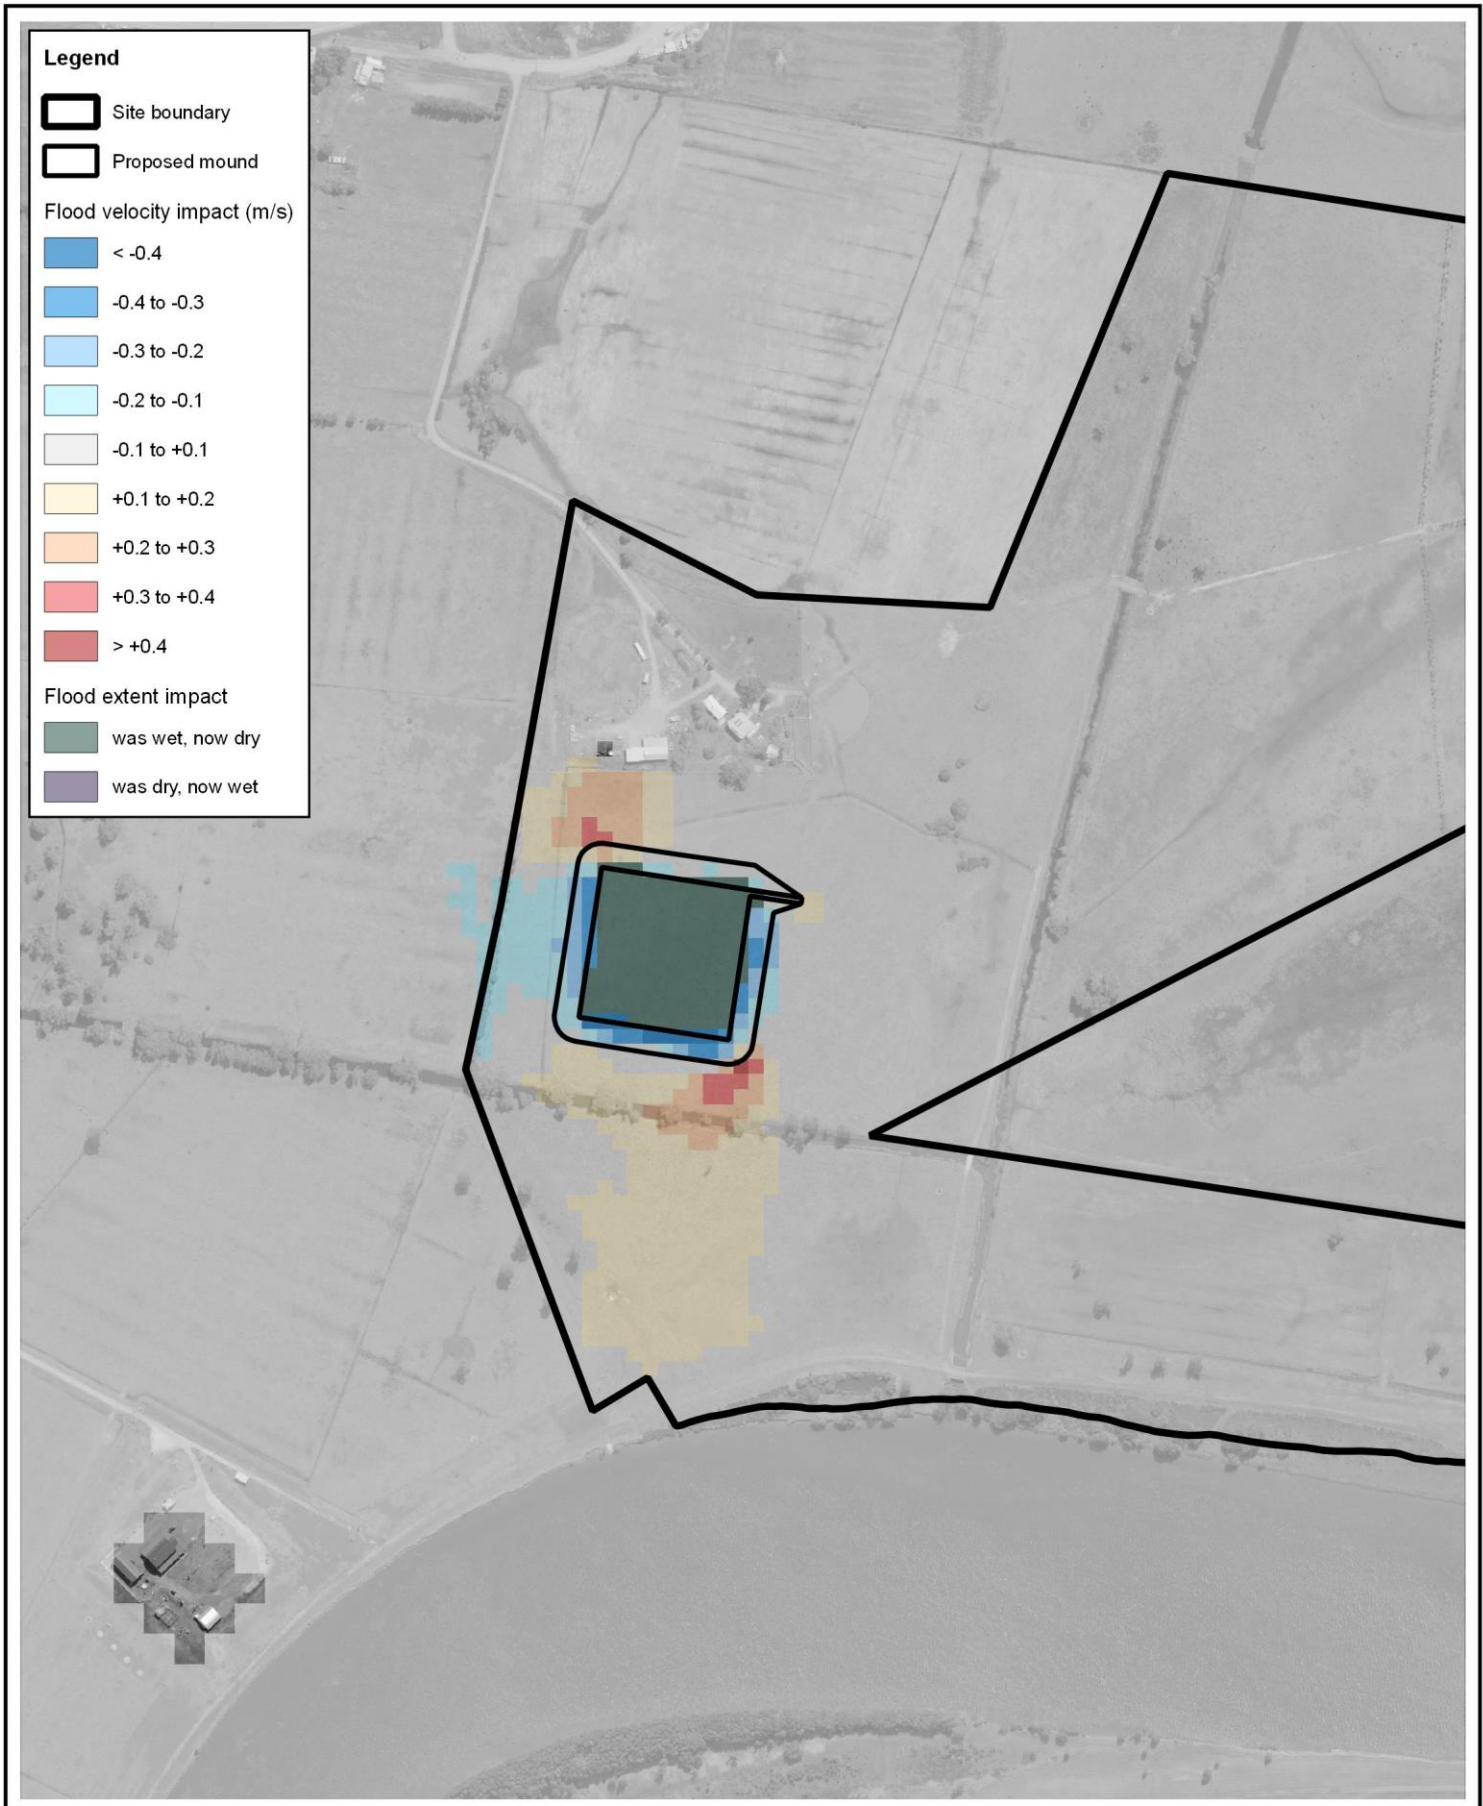 Legend
Site boundary
Proposed mound
Flood velocity impact (m/s)
< -0.4
-0.4 to -0.3
-0.3 to -0.2
-0.2 to -0.1
-0.1 to +0.1
+0.1 to +0.2
+0.2 to +0.3
+0.3 to +0.4
> +0.4
Flood extent impact
was wet, now dry
was dry, now wet